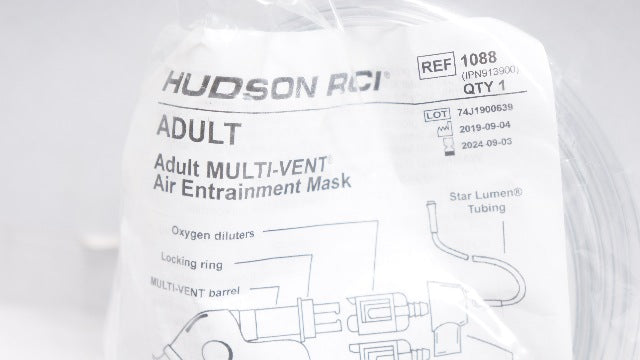 HUDSON RCI®
REF 1088
(IPN913900)
QTY 1
LOT 74J1900639
2019-09-04
2024-09-03
ADULT
Adult MULTI-VENT®
Air Entrainment Mask
Star Lumen®
Tubing
Oxygen diluters
Locking ring
MULTI-VENT barrel